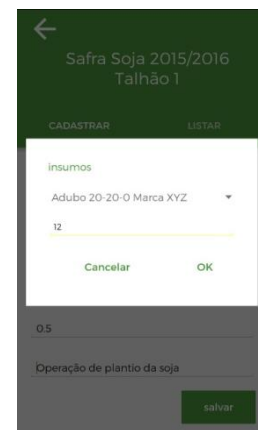 Safra Soja 2015/2016
Talhão 1
CADASTRAR LISTAR
insumos
Adubo 20-20-0 Marca XYZ
12
Cancelar OK
0.5
Operação de plantio da soja
salvar